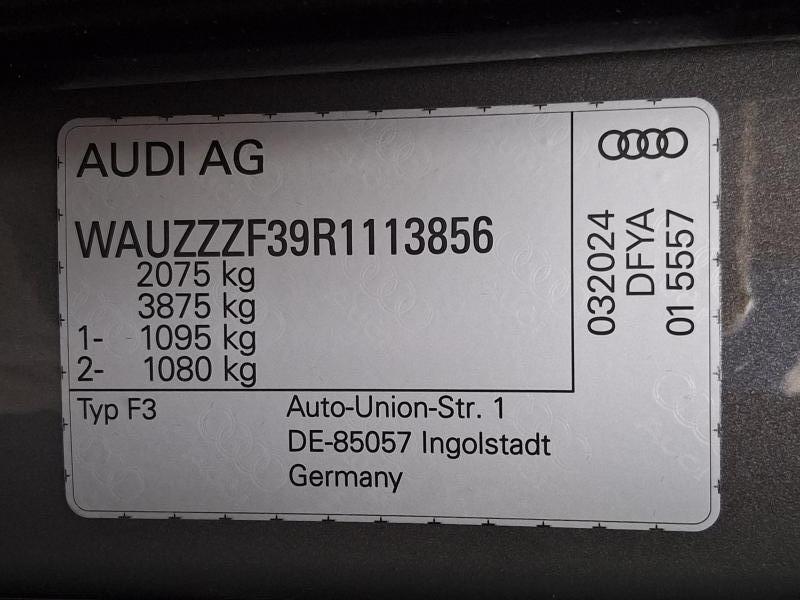 AUDI AG
WAUZZZF39R1113856
2075 kg
3875 kg
1- 1095 kg
2- 1080 kg
Typ F3
Auto-Union-Str. 1
DE-85057 Ingolstadt
Germany
032024
DFYA
01 5557